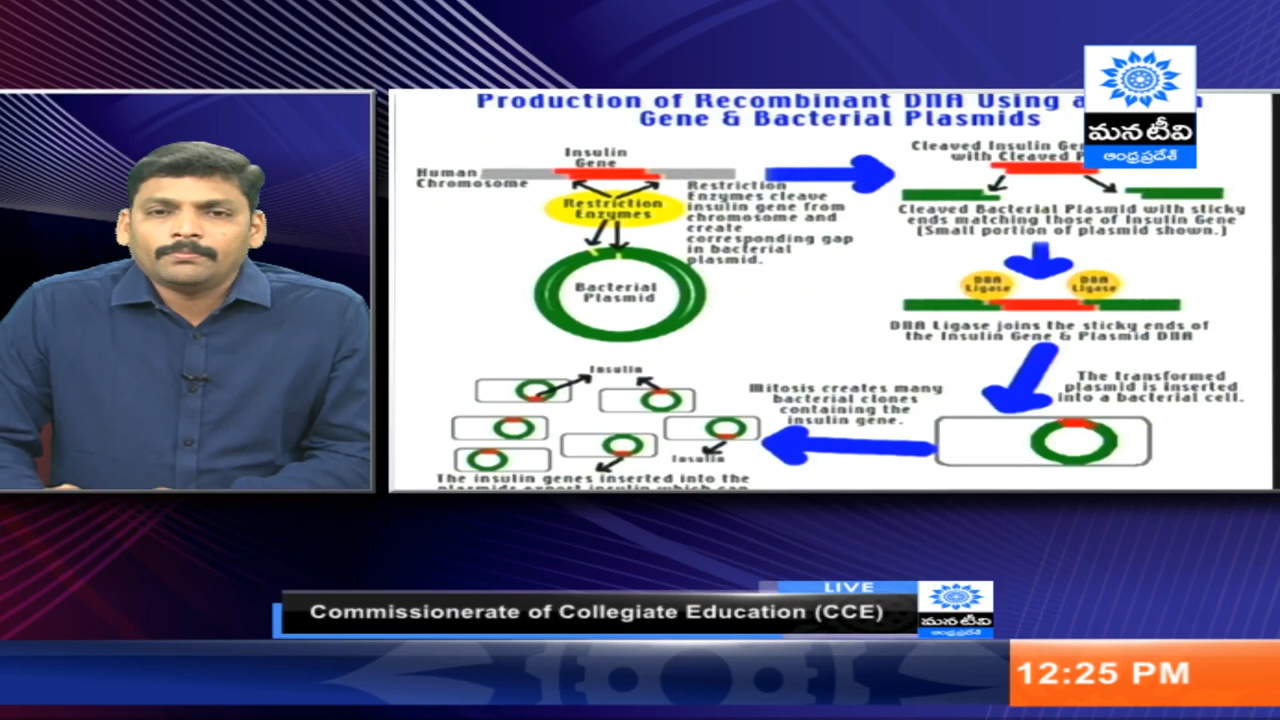 Production of Recombinant DNA Using a
Gene & Bacterial Plasmids
మన టీవి
ఆంధ్రప్రదేశ్
Insulin
Gene
Human
Chromosome
Restriction
Enzymes
Restriction
Enzymes cleave
insulin gene from
chromosome and
create
corresponding gap
in bacterial
plasmid.
Bacterial
Plasmid
Cleaved Insulin
with Cleaved
Cleaved Bacterial Plasmid with sticky
ends matching those of Insulin Gene
(Small portion of plasmid shown.)
DNA
Ligase
DNA
Ligase
DNA Ligase joins the sticky ends of
the Insulin Gene & Plasmid DNA
The transformed
plasmid is inserted
into a bacterial cell.
Mitosis creates many
bacterial clones
containing the
insulin gene.
Insulin
Insulin
The insulin genes inserted into the
LIVE
Commissionerate of Collegiate Education (CCE)
మన టీవి
ఆంధ్రప్రదేశ్
12:25 PM